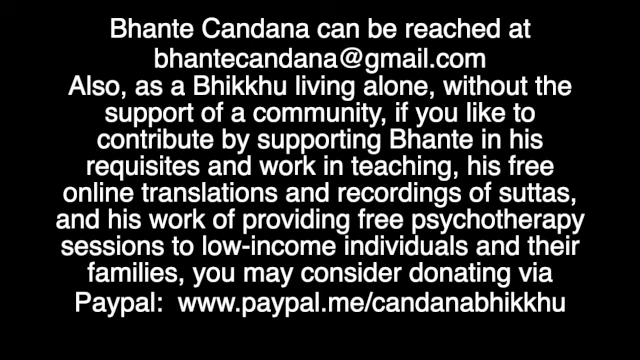 Bhante Candana can be reached at
bhantecandana@gmail.com
Also, as a Bhikkhu living alone, without the
support of a community, if you like to
contribute by supporting Bhante in his
requisites and work in teaching, his free
online translations and recordings of suttas,
and his work of providing free psychotherapy
sessions to low-income individuals and their
families, you may consider donating via
Paypal:  www.paypal.me/candanabhikkhu